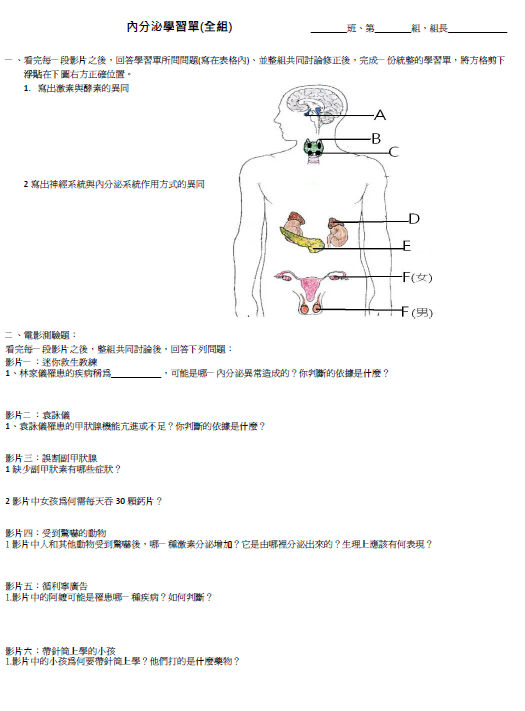 內分泌學習單(全組) ________班、第________組，組長____________
一、看完每一段影片之後，回答學習單所問問題(寫在表格內)、並整組共同討論修正後，完成一份統整的學習單，將方格剪下
浮貼在下圖右方正確位置。
1. 寫出激素與酵素的異同
A
B
C
2 寫出神經系統與內分泌系統作用方式的異同
D
E
F(女)
F(男)
二、電影測驗題：
看完每一段影片之後，整組共同討論後，回答下列問題：
影片一：迷你救生教練
1、林家儀罹患的疾病稱為___________，可能是哪一內分泌異常造成的？你判斷的依據是什麼？
影片二：袁詠儀
1、袁詠儀罹患的甲狀腺機能亢進或不足？你判斷的依據是什麼？
影片三：誤割副甲狀腺
1 缺少副甲狀素有哪些症狀？
2 影片中女孩為何需每天吞 30 顆鈣片？
影片四：受到驚嚇的動物
1 影片中人和其他動物受到驚嚇後，哪一種激素分泌增加？它是由哪裡分泌出來的？生理上應該有何表現？
影片五：循利寧廣告
1.影片中的阿嬤可能是罹患哪一種疾病？如何判斷？
影片六：帶針筒上學的小孩
1.影片中的小孩為何要帶針筒上學？他們打的是什麼藥物？